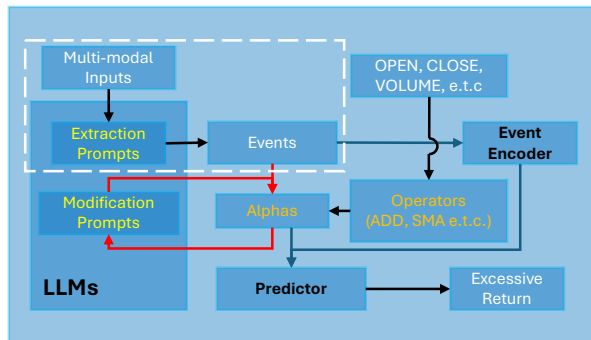 Multi-modal
Inputs
OPEN, CLOSE,
VOLUME, e.t.c
Extraction
Prompts
Events
Event
Encoder
Modification
Prompts
Alphas
Operators
(ADD, SMA e.t.c.)
LLMs
Predictor
Excessive
Return